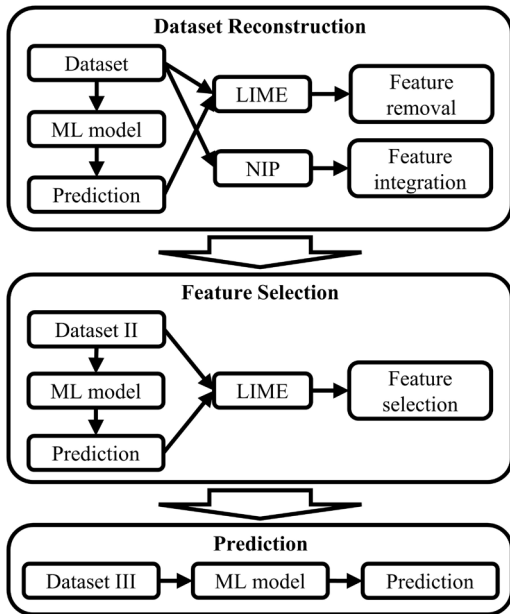 Dataset Reconstruction
Dataset
LIME
Feature
removal
ML model
NIP
Feature
integration
Prediction
Feature Selection
Dataset II
ML model
LIME
Feature
selection
Prediction
Prediction
Dataset III
ML model
Prediction